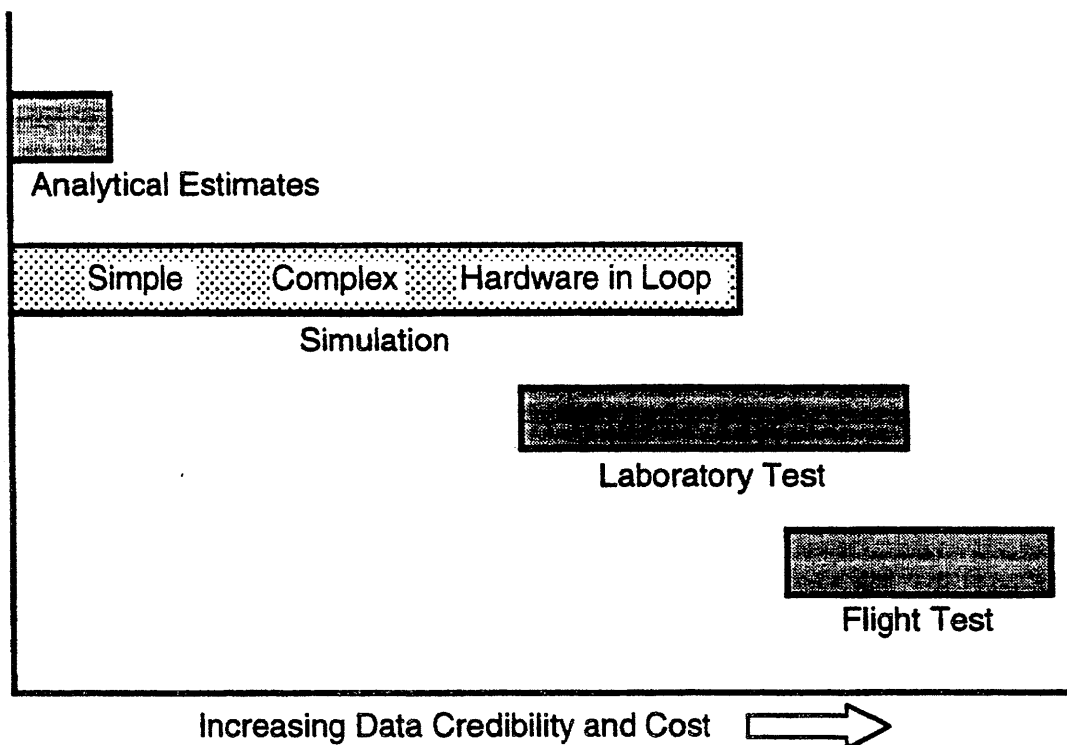 Analytical Estimates
Simple Complex Hardware in Loop
Simulation
Laboratory Test
Flight Test
Increasing Data Credibility and Cost